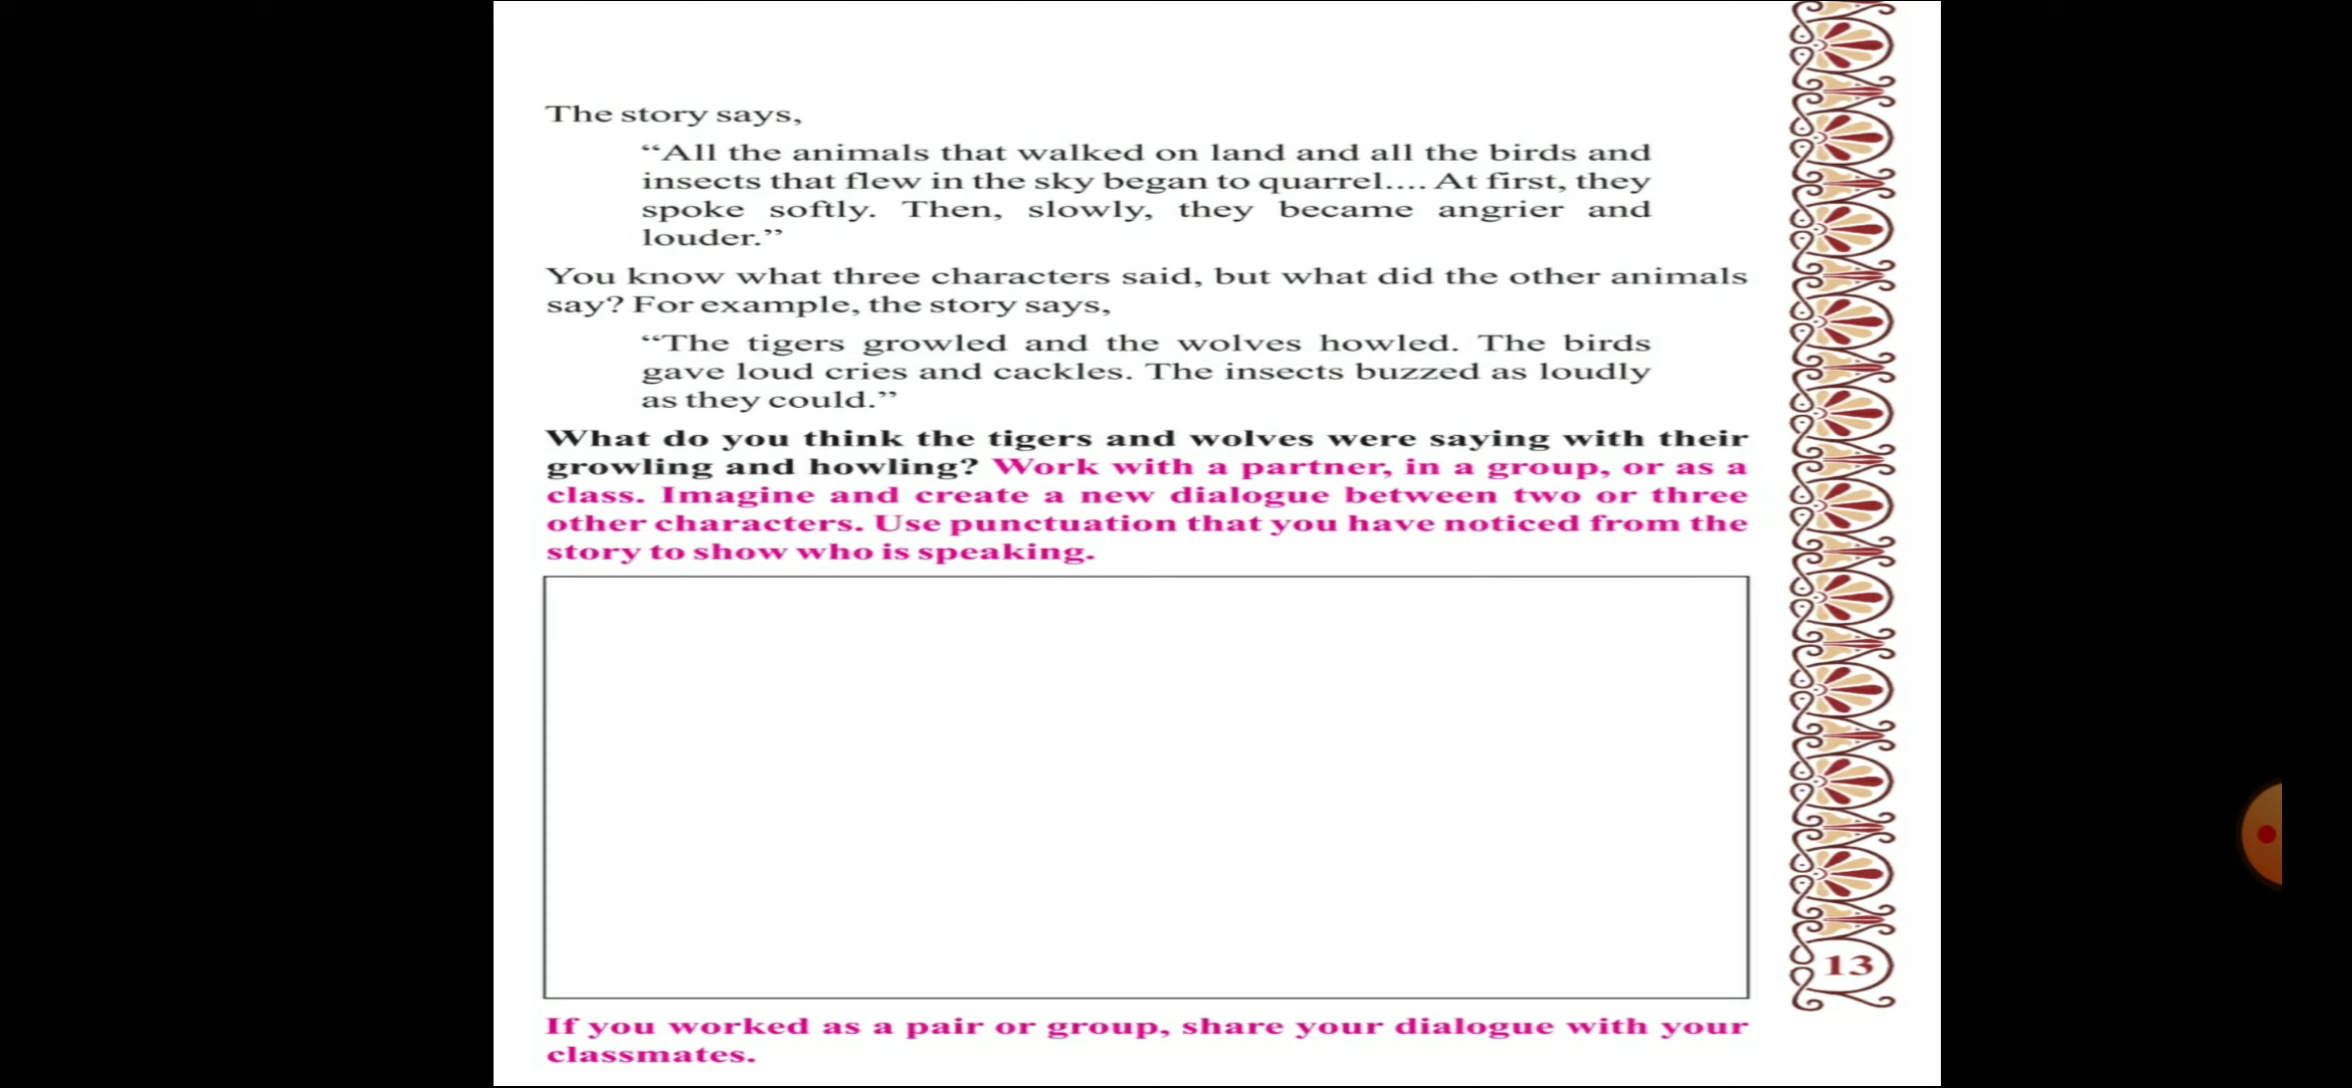 The story says,
“All the animals that walked on land and all the birds and
insects that flew in the sky began to quarrel.... At first, they
spoke softly. Then, slowly, they became angrier and
louder.”
You know what three characters said, but what did the other animals
say? For example, the story says,
“The tigers growled and the wolves howled. The birds
gave loud cries and cackles. The insects buzzed as loudly
as they could.”
What do you think the tigers and wolves were saying with their
growling and howling? Work with a partner, in a group, or as a
class. Imagine and create a new dialogue between two or three
other characters. Use punctuation that you have noticed from the
story to show who is speaking.
13
If you worked as a pair or group, share your dialogue with your
classmates.